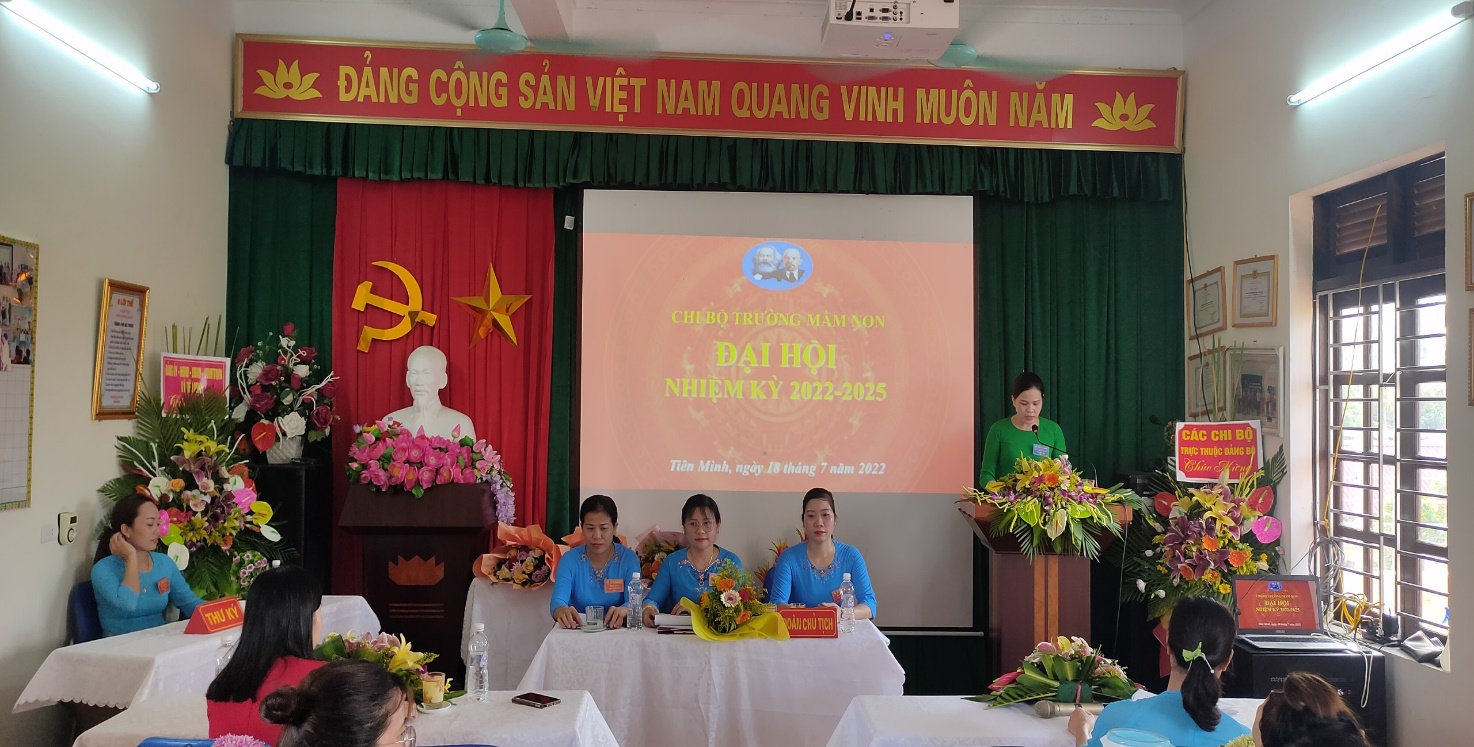 ĐẢNG CỘNG SẢN VIỆT NAM QUANG VINH MUÔN NĂM
CHI BỘ TRƯỜNG MẦM NON
ĐẠI HỘI
NHIỆM KỲ 2022-2025
Tiên Minh, ngày 18 tháng 7 năm 2022
CÁC CHI BỘ
TRỰC THUỘC ĐẢNG BỘ
Chúc Mừng
THƯ KÝ
ĐOÀN CHỦ TỊCH
ĐẠI HỘI